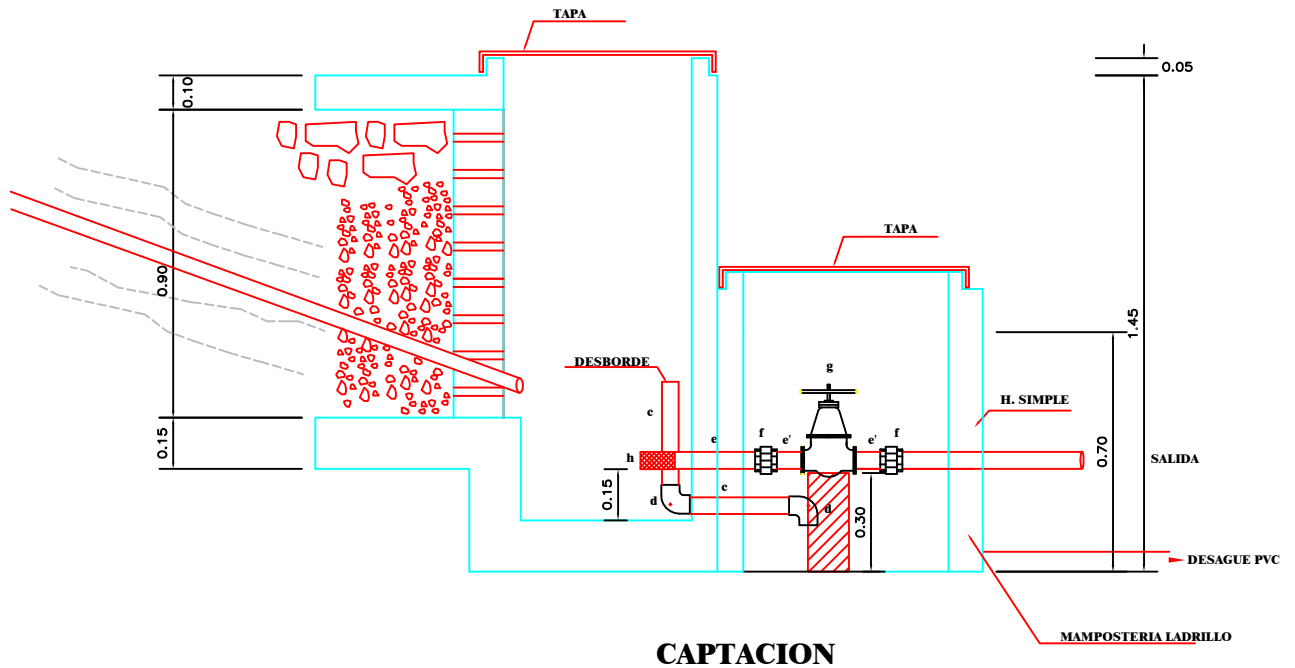 TAPA
0.05
0.10
TAPA
0.90
1.45
DESBORDE
g
c
H. SIMPLE
f
e
e'
e'
f
h
0.70
SALIDA
0.15
c
0.15
d
d
0.30
DESAGUE PVC
MAMPOSTERIA LADRILLO
CAPTACION